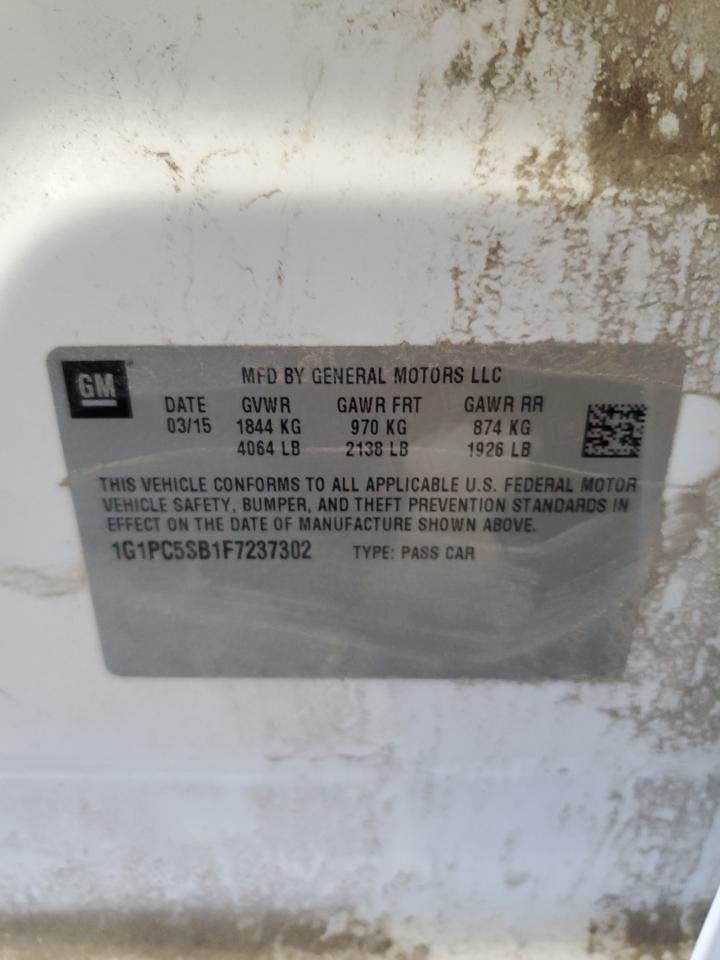 GM
MFD BY GENERAL MOTORS LLC
DATE GVWR GAWR FRT GAWR RR
03/15 1844 KG 970 KG 874 KG
4064 LB 2138 LB 1926 LB
THIS VEHICLE CONFORMS TO ALL APPLICABLE U.S. FEDERAL MOTOR
VEHICLE SAFETY, BUMPER, AND THEFT PREVENTION STANDARDS IN
EFFECT ON THE DATE OF MANUFACTURE SHOWN ABOVE.
1G1PC5SB1F7237302 TYPE: PASS CAR